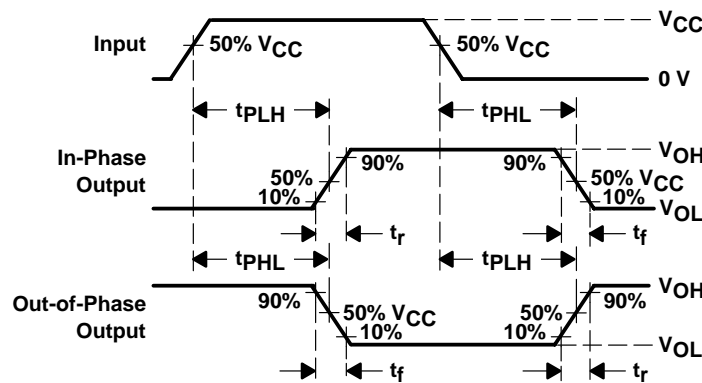 VCC
Input
50% VCC
50% VCC
0 V
tPLH
tPHL
In-Phase
Output
90%
90%
VOH
50%
50% VCC
10%
10%
VOL
tr
tf
tPHL
tPLH
Out-of-Phase
Output
90%
90%
VOH
50% VCC
50%
10%
10%
VOL
tf
tr